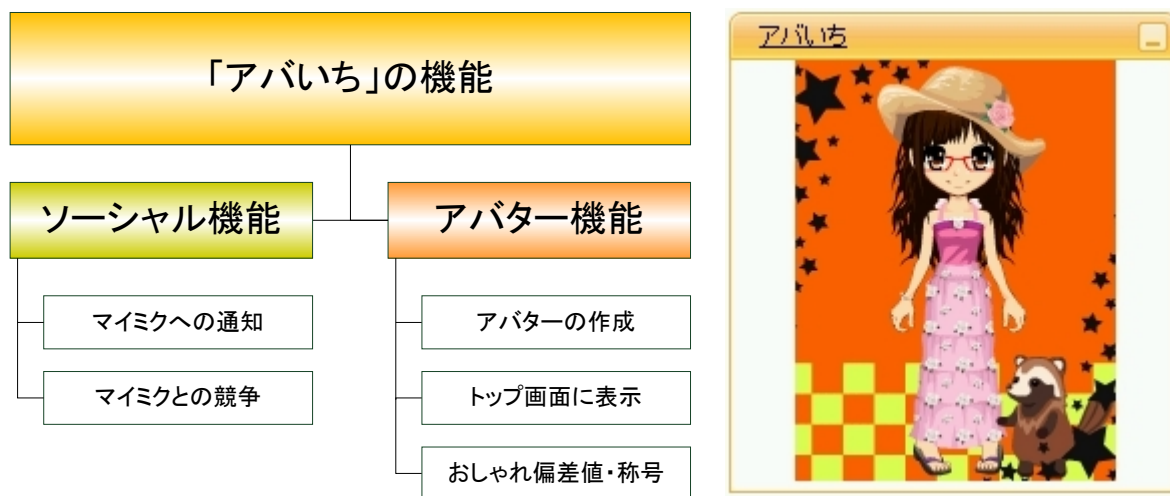 「アバいち」の機能
ソーシャル機能
マイミクへの通知
マイミクとの競争
アバター機能
アバターの作成
トップ画面に表示
おしゃれ偏差値・称号
アバいち